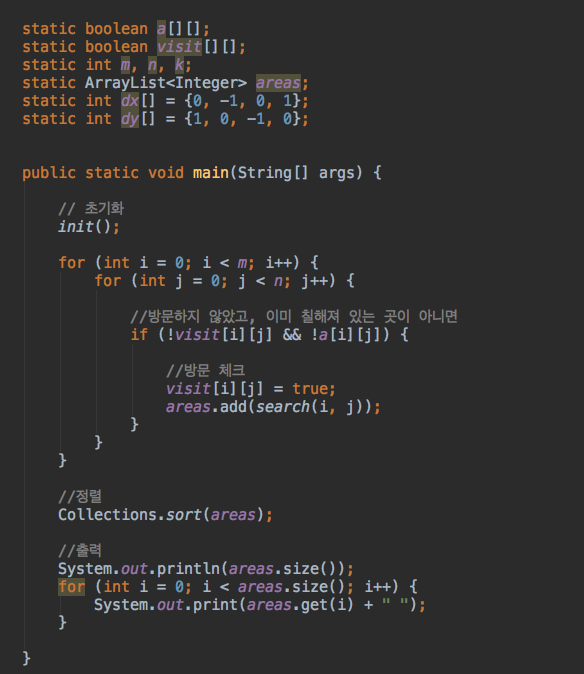 static boolean a[][];
static boolean visit[][];
static int m, n, k;
static ArrayList<Integer> areas;
static int dx[] = {0, -1, 0, 1};
static int dy[] = {1, 0, -1, 0};
public static void main(String[] args) {
// 초기화
init();
for (int i = 0; i < m; i++) {
for (int j = 0; j < n; j++) {
//방문하지 않았고, 이미 칠해져 있는 곳이 아니면
if (!visit[i][j] && !a[i][j]) {
//방문 체크
visit[i][j] = true;
areas.add(search(i, j));
}
}
}
//정렬
Collections.sort(areas);
//출력
System.out.println(areas.size());
for (int i = 0; i < areas.size(); i++) {
System.out.print(areas.get(i) + " ");
}
}